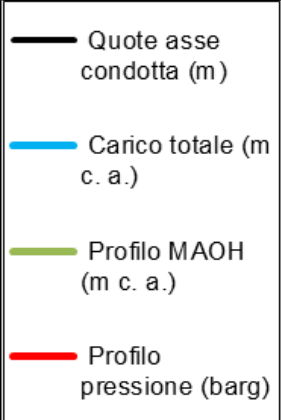 Quote asse
condotta (m)
Carico totale (m
c. a.)
Profilo MAOH
(m c. a.)
Profilo
pressione (barg)